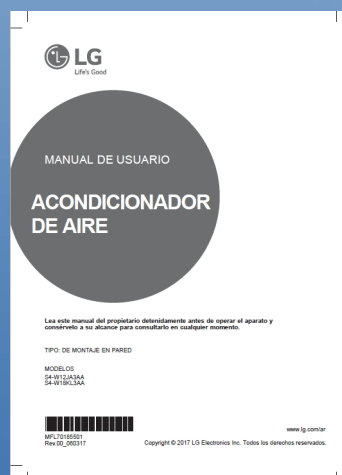 LG
Life's Good
MANUAL DE USUARIO
ACONDICIONADOR
DE AIRE
Lea este manual del propietario detenidamente antes de operar el aparato y
consérvelo a su alcance para consultarlo en cualquier momento.
TIPO: DE MONTAJE EN PARED
MODELOS
S4-W12JA3AA
S4-W18KL3AA
MFL70185501
Rev.00_060317
www.lg.com/ar
Copyright © 2017 LG Electronics Inc. Todos los derechos reservados.